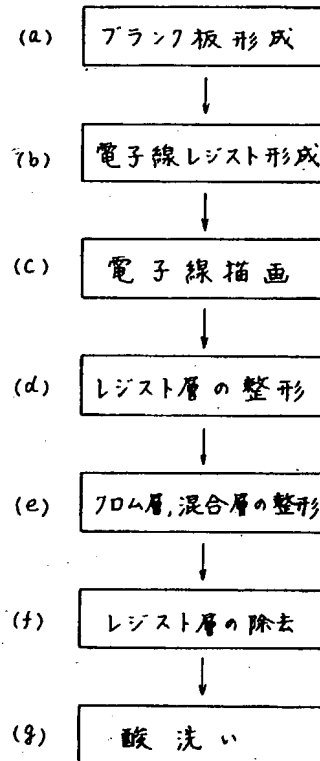 (a) ブランク板形成
(b) 電子線レジスト形成
(c) 電子線描画
(d) レジスト層の整形
(e) クロム層,混合層の整形
(f) レジスト層の除去
(g) 酸洗い